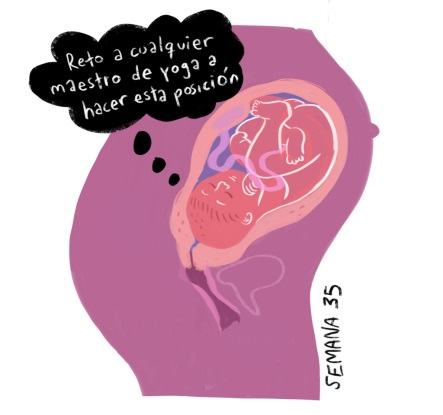 Reto a cualquier
maestro de yoga a
hacer esta posición
SEMANA 35